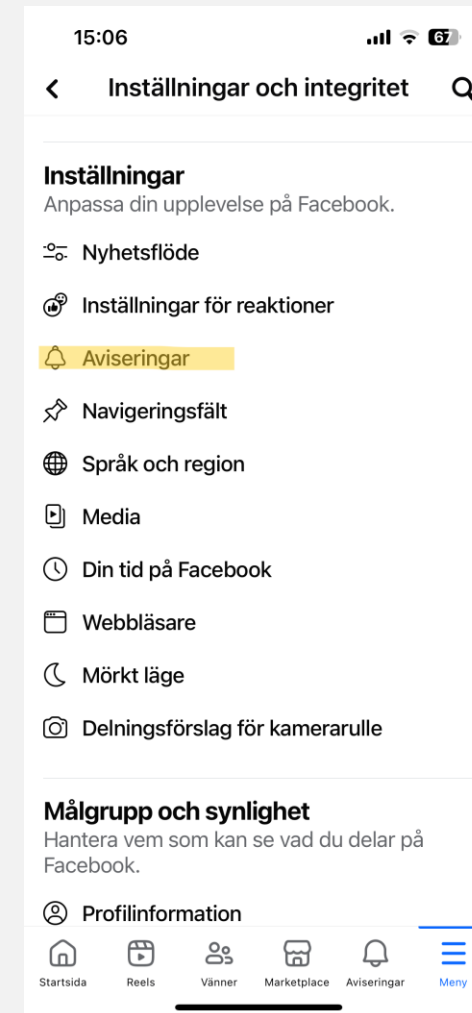 15:06
67
Inställningar och integritet
Inställningar
Anpassa din upplevelse på Facebook.
Nyhetsflöde
Inställningar för reaktioner
Aviseringar
Navigeringsfält
Språk och region
Media
Din tid på Facebook
Webbläsare
Mörkt läge
Delningsförslag för kamerarulle
Målgrupp och synlighet
Hantera vem som kan se vad du delar på
Facebook.
Profilinformation
Startsida Reels Vänner Marketplace Aviseringar Meny